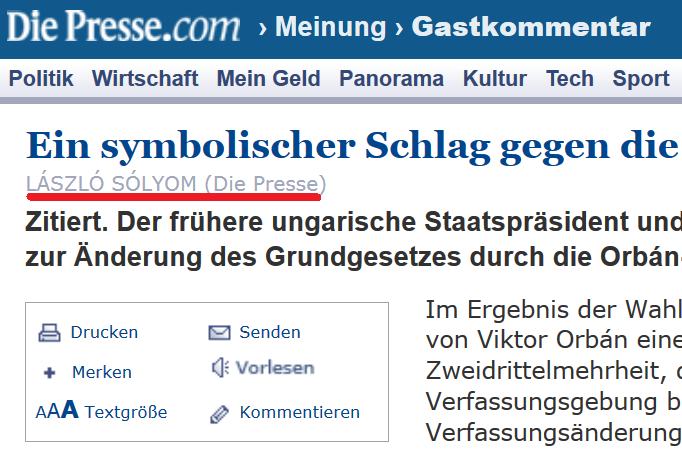 Die Presse.com › Meinung › Gastkommentar
Politik Wirtschaft Mein Geld Panorama Kultur Tech Sport
Ein symbolischer Schlag gegen die
LÁSZLÓ SÓLYOM (Die Presse)
Zitiert. Der frühere ungarische Staatspräsident und
zur Änderung des Grundgesetzes durch die Orbán-
Drucken Senden
Merken Vorlesen
AAA Textgröße Kommentieren
Im Ergebnis der Wahl
von Viktor Orbán eine
Zweidrittelmehrheit,
Verfassungsgebung b
Verfassungsänderung